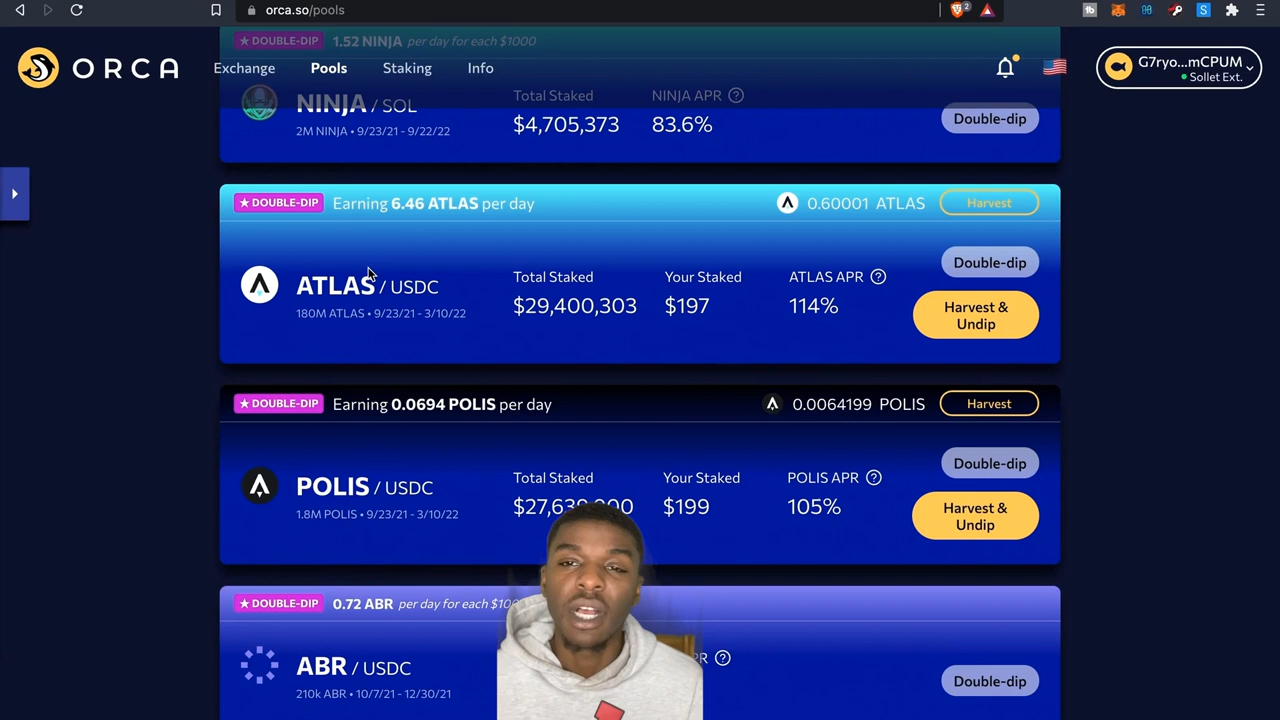 orca.so/pools
2
tb
S
ORCA
Exchange
Pools
Staking
Info
G7ryo...mCPUM
Sollet Ext.
★ DOUBLE-DIP 1.52 NINJA per day for each $1000
NINJA / SOL
2M NINJA • 9/23/21 - 9/22/22
Total Staked
$4,705,373
NINJA APR ?
83.6%
Double-dip
★ DOUBLE-DIP Earning 6.46 ATLAS per day
0.60001 ATLAS
Harvest
ATLAS / USDC
180M ATLAS • 9/23/21 - 3/10/22
Total Staked
$29,400,303
Your Staked
$197
ATLAS APR ?
114%
Double-dip
Harvest &
Undip
★ DOUBLE-DIP Earning 0.0694 POLIS per day
0.0064199 POLIS
Harvest
POLIS / USDC
1.8M POLIS • 9/23/21 - 3/10/22
Total Staked
Your Staked
$199
POLIS APR ?
105%
Double-dip
Harvest &
Undip
★ DOUBLE-DIP 0.72 ABR per day for each
ABR / USDC
210k ABR • 10/7/21 - 12/30/21
?
Double-dip